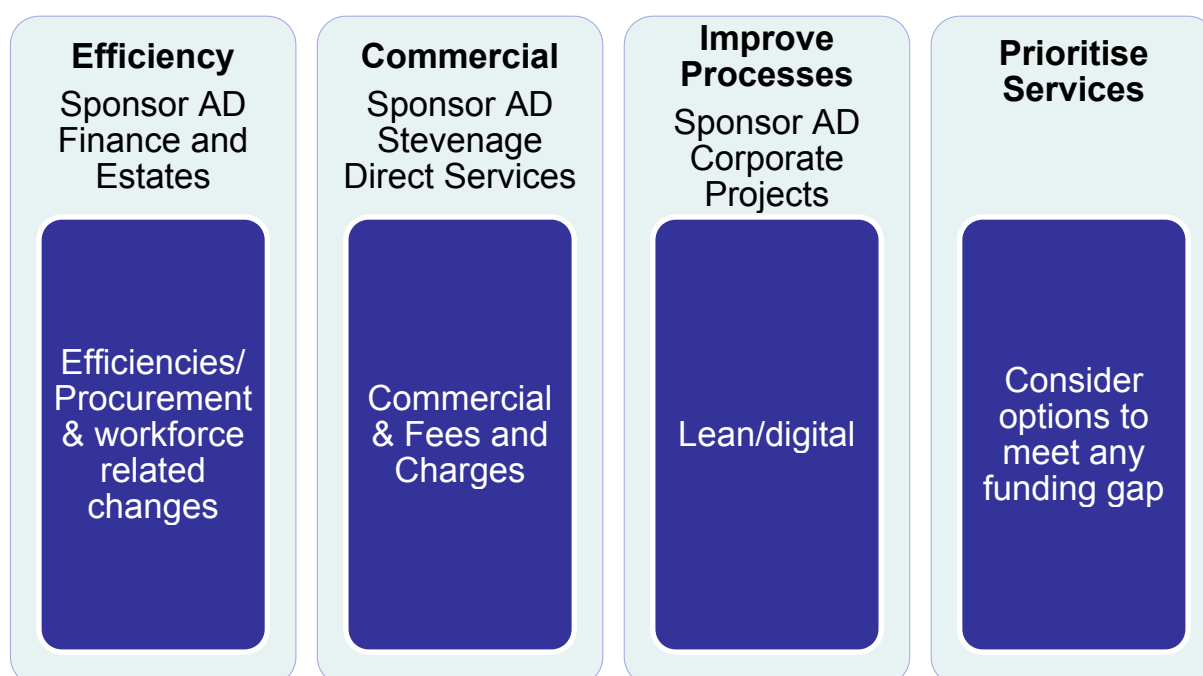 Efficiency
Sponsor AD
Finance and
Estates
Efficiencies/
Procurement
& workforce
related
changes
Commercial
Sponsor AD
Stevenage
Direct Services
Commercial
& Fees and
Charges
Improve
Processes
Sponsor AD
Corporate
Projects
Lean/digital
Prioritise
Services
Consider
options to
meet any
funding gap